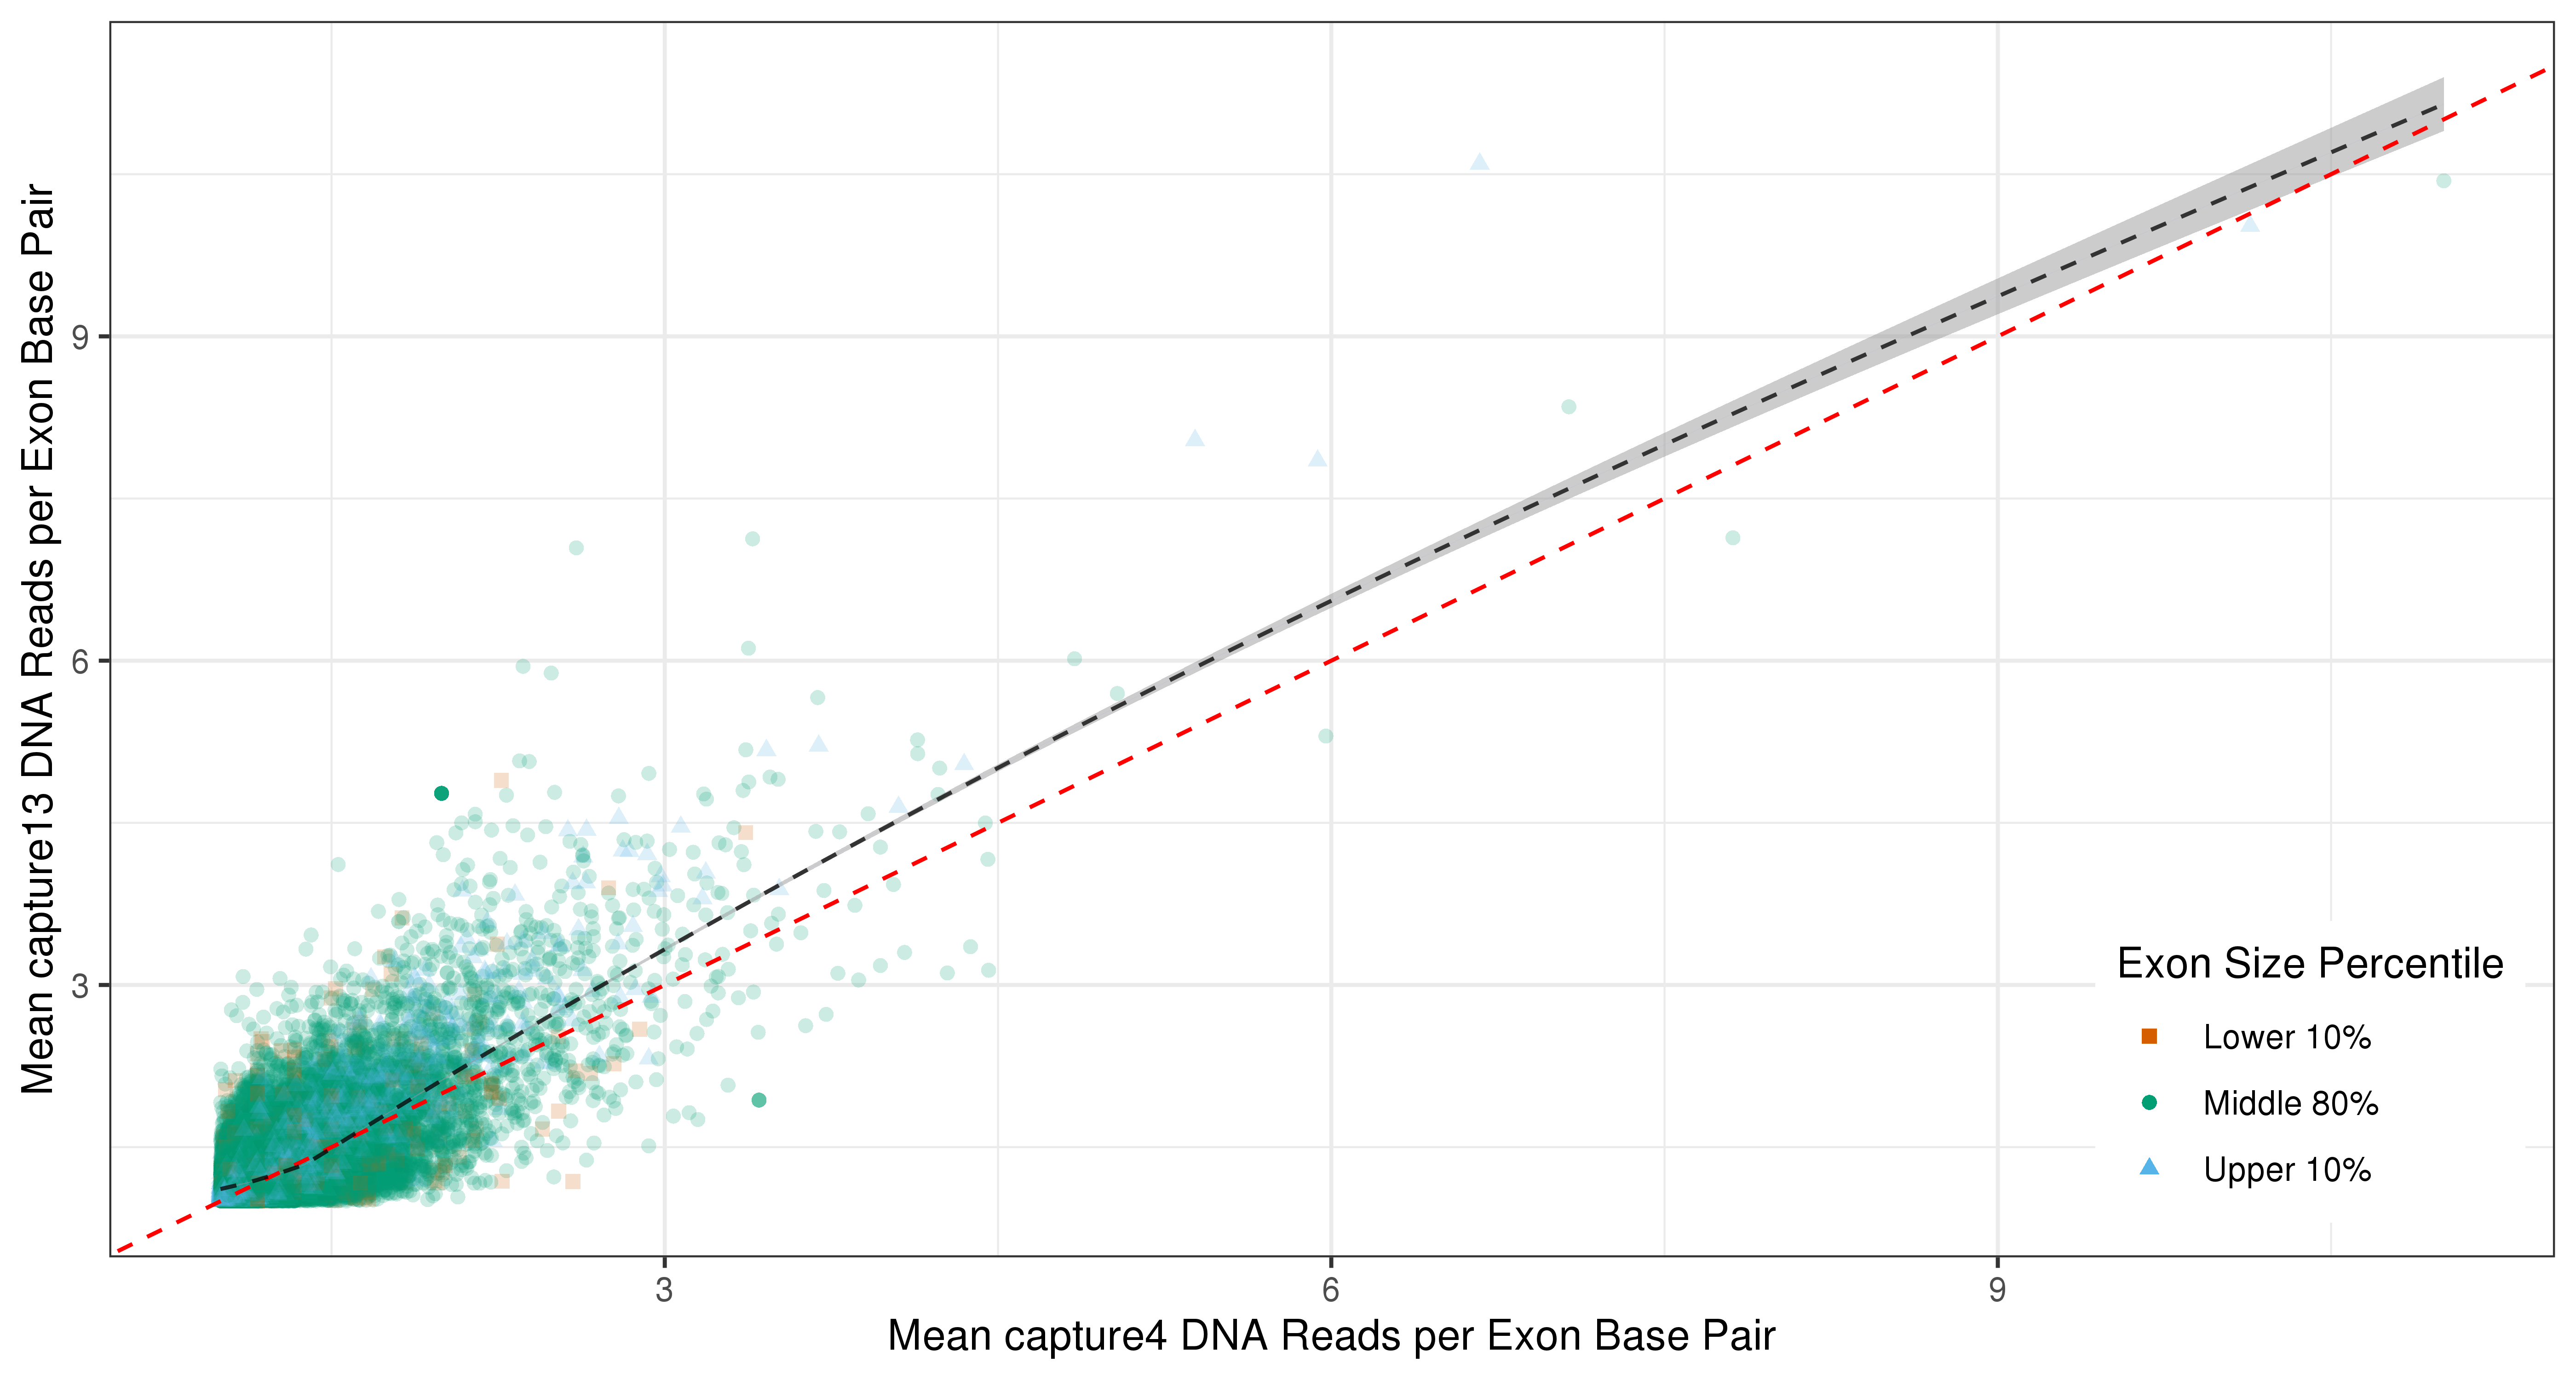 Mean capture13 DNA Reads per Exon Base Pair
9
6
3
3
6
9
Mean capture4 DNA Reads per Exon Base Pair
Exon Size Percentile
Lower 10%
Middle 80%
Upper 10%